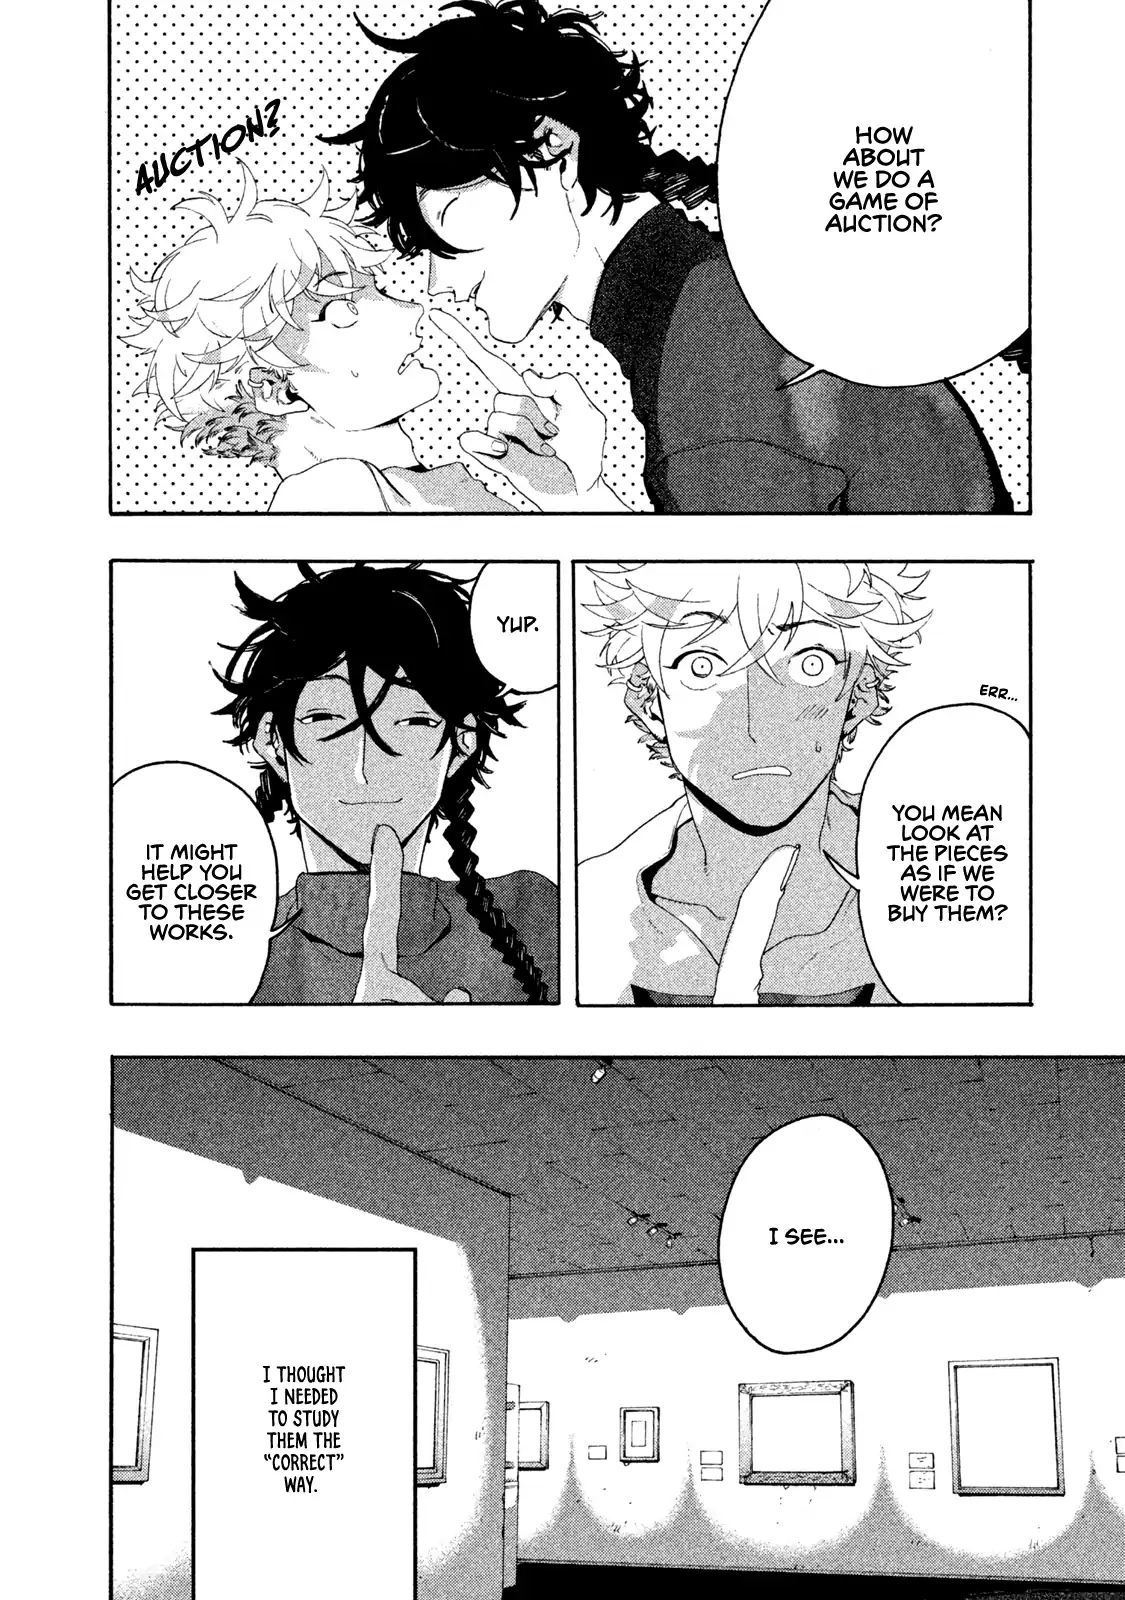 HOW
ABOUT
WE DO A
GAME OF
AUCTION?
AUCTION?
ERR...
YOU MEAN
LOOK AT
THE PIECES
AS IF WE
WERE TO
BUY THEM?
YUP.
IT MIGHT
HELP YOU
GET CLOSER
TO THESE
WORKS.
I SEE...
I THOUGHT
I NEEDED
TO STUDY
THEM THE
"CORRECT"
WAY.